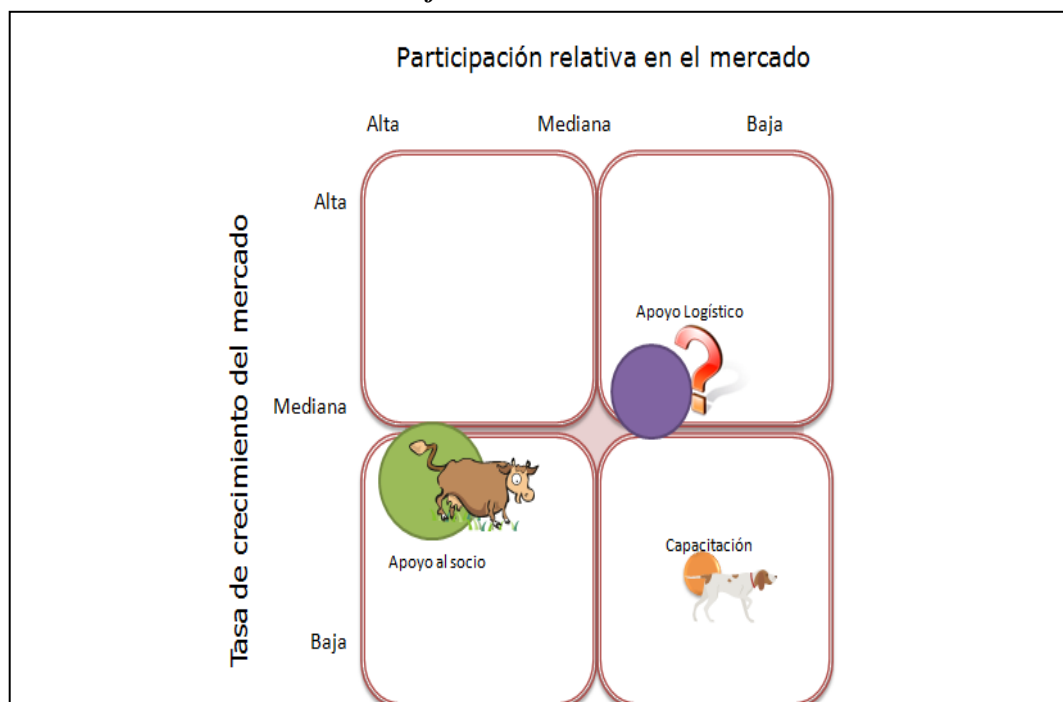 Participación relativa en el mercado
Alta Mediana Baja
Alta
Tasa de crecimiento del mercado
Apoyo Logístico
Mediana
Apoyo al socio
Capacitación
Baja